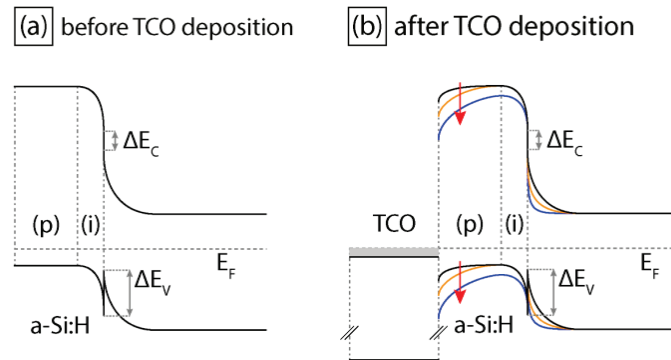 (a) before TCO deposition
ΔE_C
(p) (i)
E_F
ΔE_V
a-Si:H
(b) after TCO deposition
ΔE_C
TCO (p) (i)
E_F
ΔE_V
a-Si:H